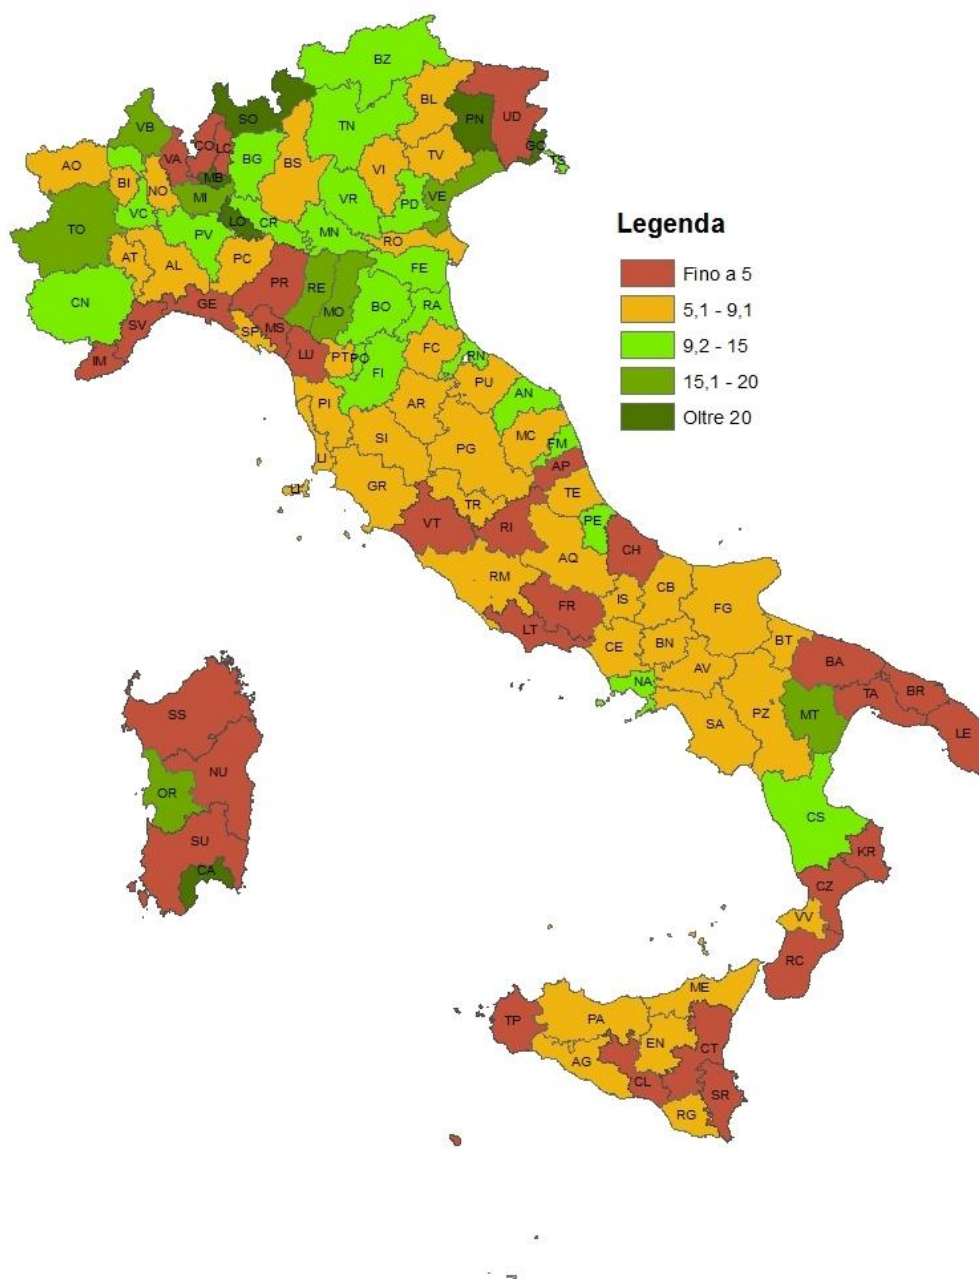 BZ
BL
UD
SO
PN
VB
TN
CO
LC
GO
VA
BG
BS
VI
TV
TS
AO
MB
BI
NO
MI
VR
PD
VE
VC
LO
CR
TO
PV
MN
RO
AT
AL
PC
PR
RE
FE
CN
GE
MO
BO
RA
SV
SP
MS
FC
IM
LU
PT
PO
RN
FI
PU
PI
AR
AN
SI
PG
MC
FM
LI
AP
GR
TR
TE
LI
VT
RI
PE
AQ
CH
RM
CB
IS
FR
FG
LT
CE
BN
BT
AV
BA
NA
TA
BR
SA
PZ
MT
LE
SS
NU
OR
CS
SU
KR
CA
CZ
VV
RC
ME
TP
PA
EN
CT
AG
CL
SR
RG
Legenda
Fino a 5
5,1 - 9,1
9,2 - 15
15,1 - 20
Oltre 20